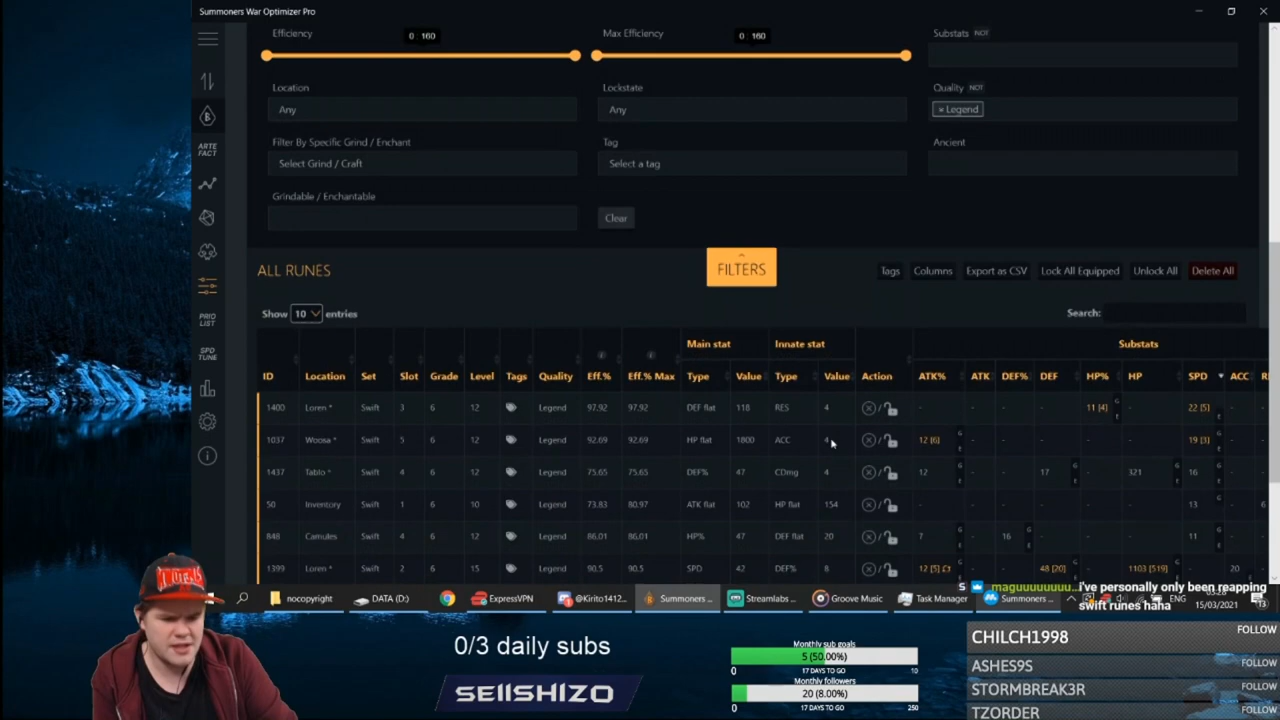 Summoners War Optimizer Pro
Efficiency
0 : 160
Max Efficiency
0 : 160
Substats NOT
Location
Any
Lockstate
Any
Quality NOT
× Legend
Filter By Specific Grind / Enchant
Select Grind / Craft
Tag
Select a tag
Ancient
Grindable / Enchantable
Clear
ARTE
FACT
PRIO
LIST
SPD
TUNE
ALL RUNES
FILTERS
Tags Columns Export as CSV Lock All Equipped Unlock All Delete All
Show 10 entries
Search:
Main stat Innate stat Substats
ID Location Set Slot Grade Level Tags Quality Eff.% Eff.% Max Type Value Type Value Action ATK% ATK DEF% DEF HP% HP SPD ACC
1400 Loren * Swift 3 6 12 Legend 97.92 97.92 DEF flat 118 RES 4 - - - - 11 [4] - 22 [5] -
1037 Woosa * Swift 5 6 12 Legend 92.69 92.69 HP flat 1800 ACC 4 12 [6] - - - - - 19 [3] -
1437 Tablo * Swift 4 6 12 Legend 75.65 75.65 DEF% 47 CDmg 4 12 - - 17 - 321 16 -
50 Inventory Swift 1 6 10 Legend 73.83 80.97 ATK flat 102 HP flat 154 - - - - - - 13 - 6
848 Camules Swift 4 6 12 Legend 86.01 86.01 HP% 47 DEF flat 20 7 - 16 - - - 11 -
1399 Loren * Swift 2 6 15 Legend 90.5 90.5 SPD 42 DEF% 8 - - 48 [20] - 1103 [519] - 20
nocopyright DATA (D:) ExpressVPN @Kirito1412... Summoners ... Streamlabs ... Groove Music Task Manager Summoners ... ENG
15/03/2021
maguuuuuuuu.. i've personally only been reapping
swift runes haha
0/3 daily subs
SellSHIZO
Monthly sub goals
5 (50.00%)
0 17 DAYS TO GO 10
Monthly followers
20 (8.00%)
0 17 DAYS TO GO 250
CHILCH1998 FOLLOW
ASHES9S FOLLOW
STORMBREAK3R FOLLOW
TZORDER FOLLOW